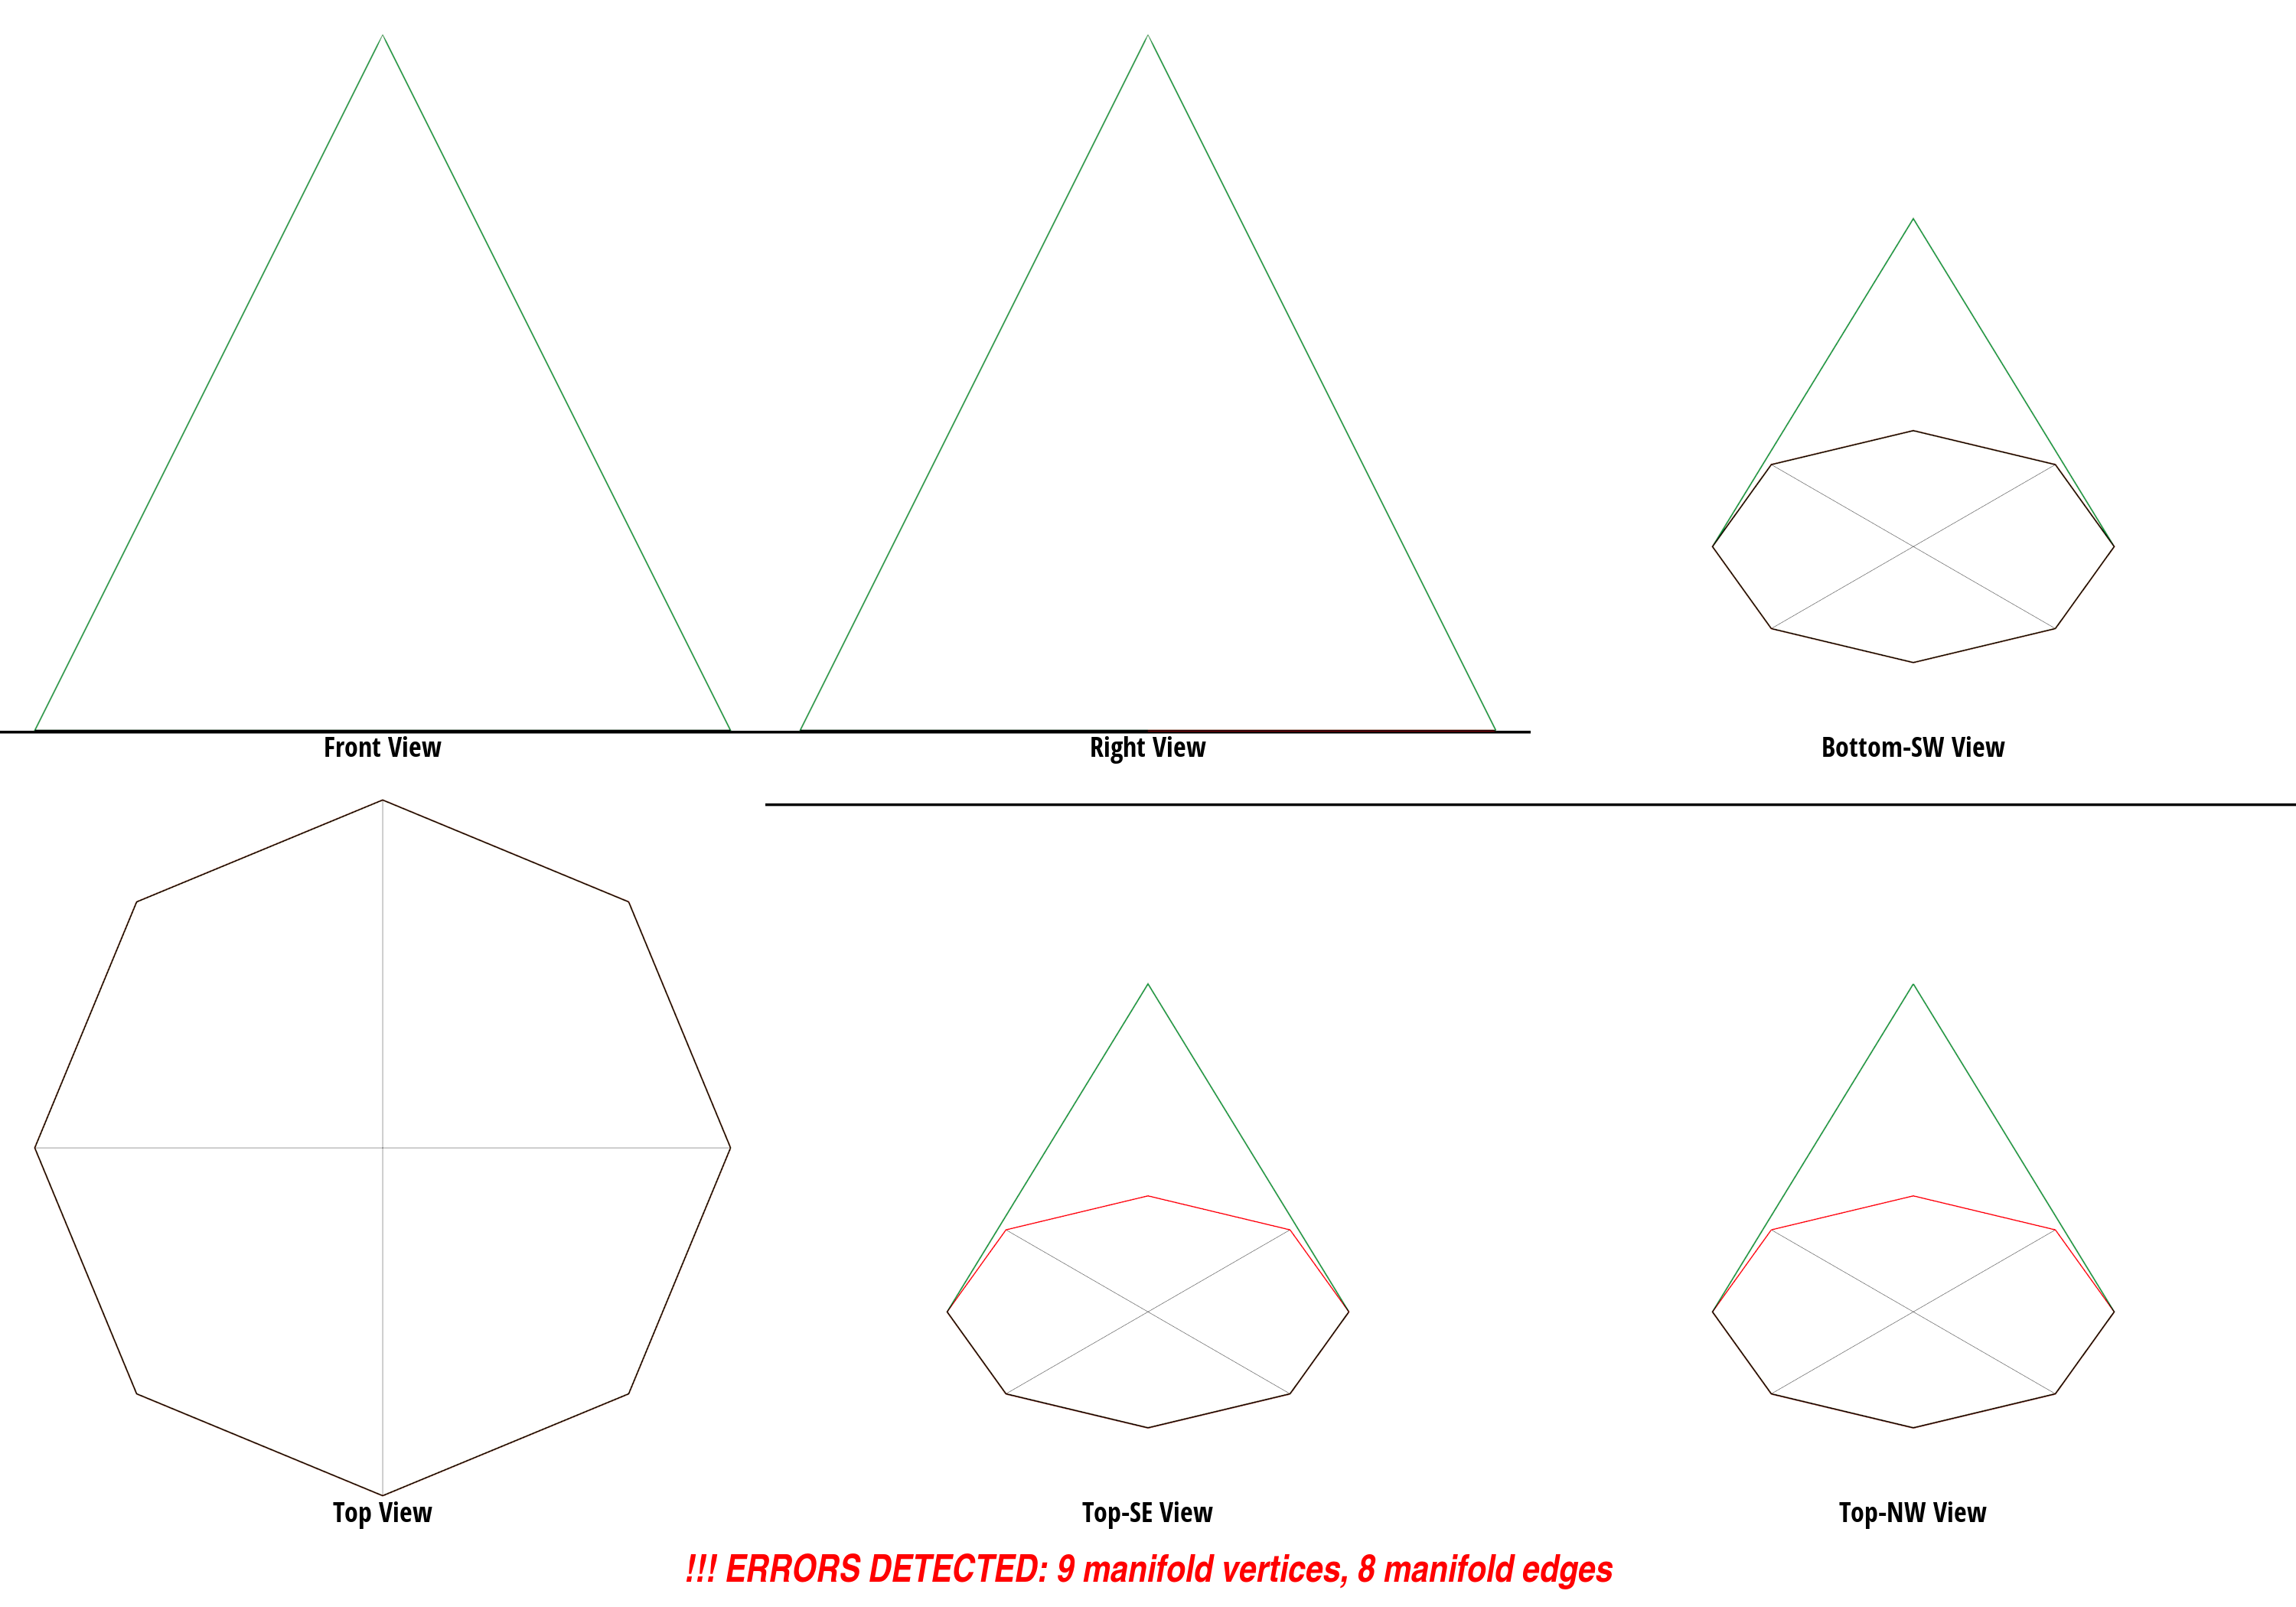 Front View
Right View
Bottom-SW View
Top View
Top-SE View
Top-NW View
!!! ERRORS DETECTED: 9 manifold vertices, 8 manifold edges